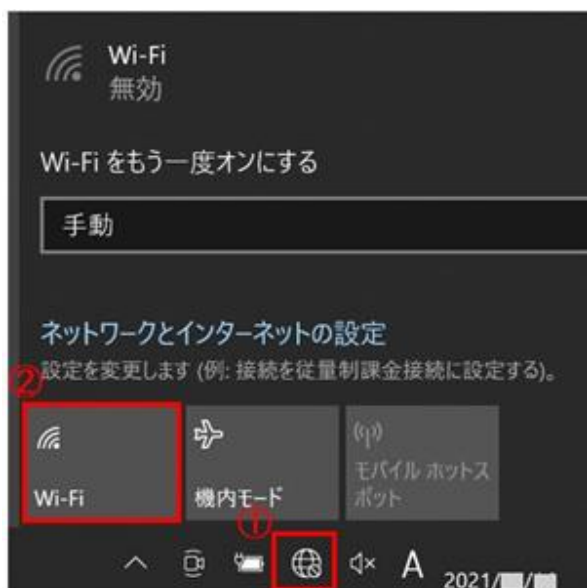 Wi-Fi
無効
Wi-Fi をもう一度オンにする
手動
ネットワークとインターネットの設定
設定を変更します (例: 接続を従量制課金接続に設定する)。
②
Wi-Fi
機内モード
モバイル ホットス
ポット
①
A
2021/